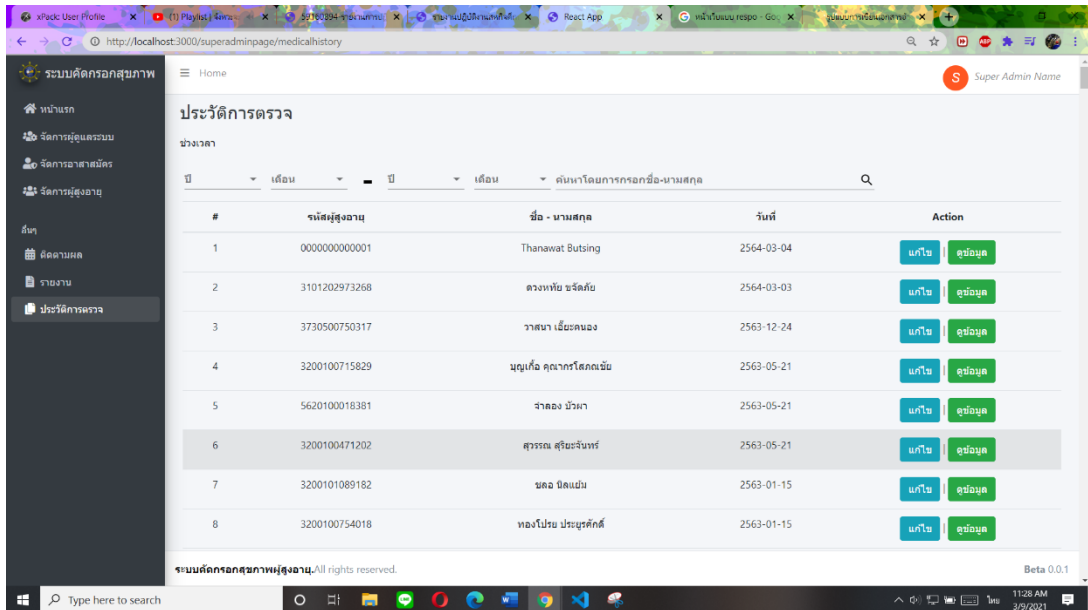 xPack: User Profile
(1) Playlist
React App
http://localhost:3000/superadminpage/medicalhistory
ABP
ระบบคัดกรอกสุขภาพ
Home
S
Super Admin Name
หน้าแรก
จัดการผู้ดูแลระบบ
จัดการอาสาสมัคร
จัดการผู้สูงอายุ
อื่นๆ
ติดตามผล
รายงาน
ประวัติการตรวจ
ประวัติการตรวจ
ช่วงเวลา
ปี เดือน - ปี เดือน ค้นหาโดยการกรอกชื่อ-นามสกุล
# รหัสผู้สูงอายุ ชื่อ - นามสกุล วันที่ Action
1 0000000000001 Thanawat Butsing 2564-03-04 แก้ไข | ดูข้อมูล
2 3101202973268 ดวงหทัย ขจัดภัย 2564-03-03 แก้ไข | ดูข้อมูล
3 3730500750317 วาสนา เอี๊ยะคนอง 2563-12-24 แก้ไข | ดูข้อมูล
4 3200100715829 บุญเกื้อ คุณากรโสภณชัย 2563-05-21 แก้ไข | ดูข้อมูล
5 5620100018381 จำลอง บัวผา 2563-05-21 แก้ไข | ดูข้อมูล
6 3200100471202 สุวรรณ สุริยะจันทร์ 2563-05-21 แก้ไข | ดูข้อมูล
7 3200101089182 ชลอ นิลแย้ม 2563-01-15 แก้ไข | ดูข้อมูล
8 3200100754018 ทองโปรย ประยูรศักดิ์ 2563-01-15 แก้ไข | ดูข้อมูล
ระบบคัดกรอกสุขภาพผู้สูงอายุ.All rights reserved.
Beta 0.0.1
Type here to search
ไทย
11:28 AM
3/9/2021